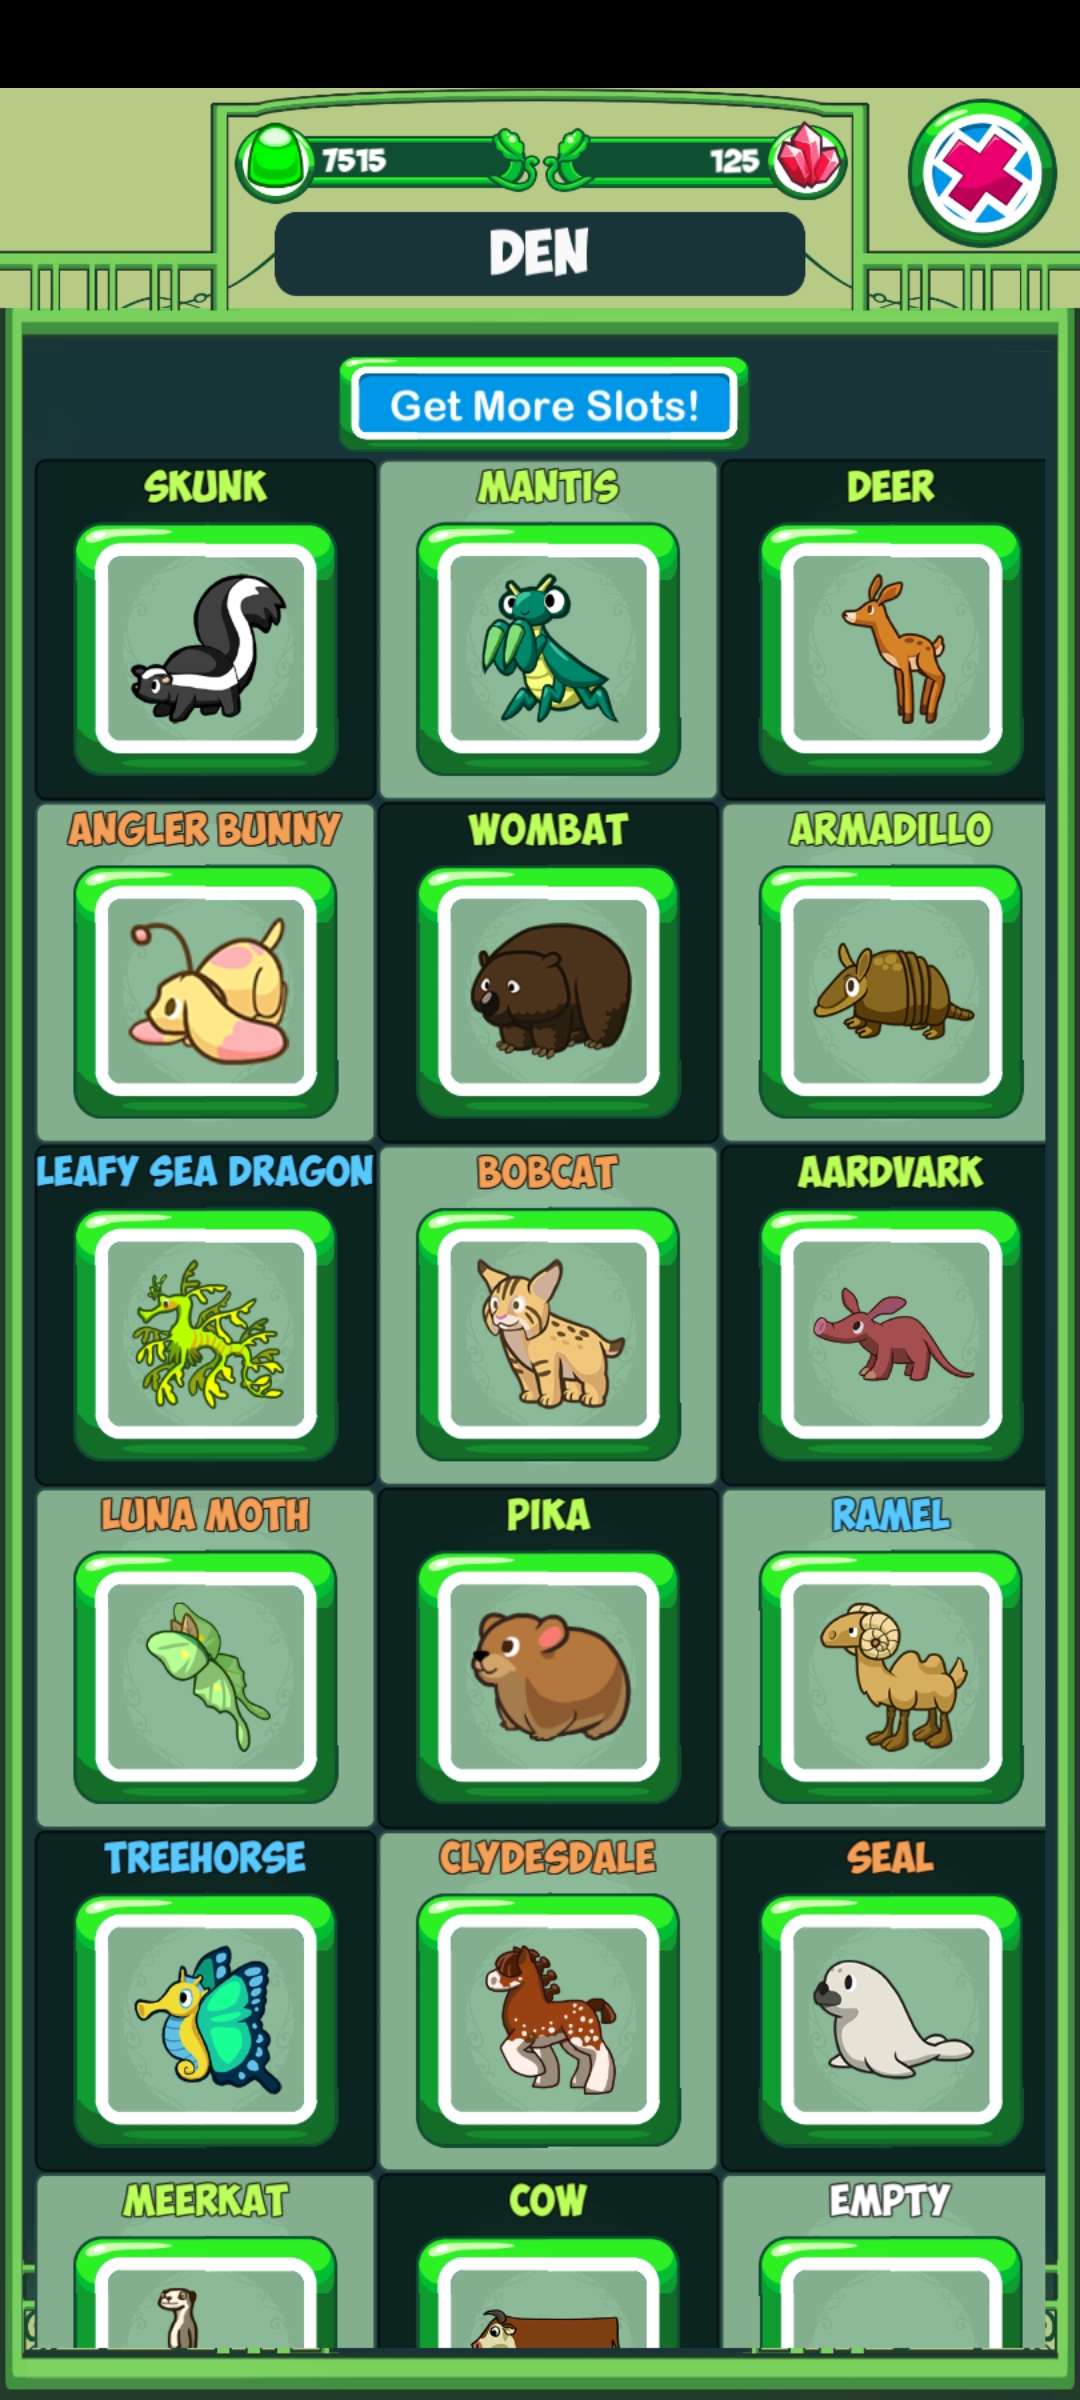 7515 125
DEN
Get More Slots!
SKUNK MANTIS DEER
ANGLER BUNNY WOMBAT ARMADILLO
LEAFY SEA DRAGON BOBCAT AARDVARK
LUNA MOTH PIKA RAMEL
TREEHORSE CLYDESDALE SEAL
MEERKAT COW EMPTY